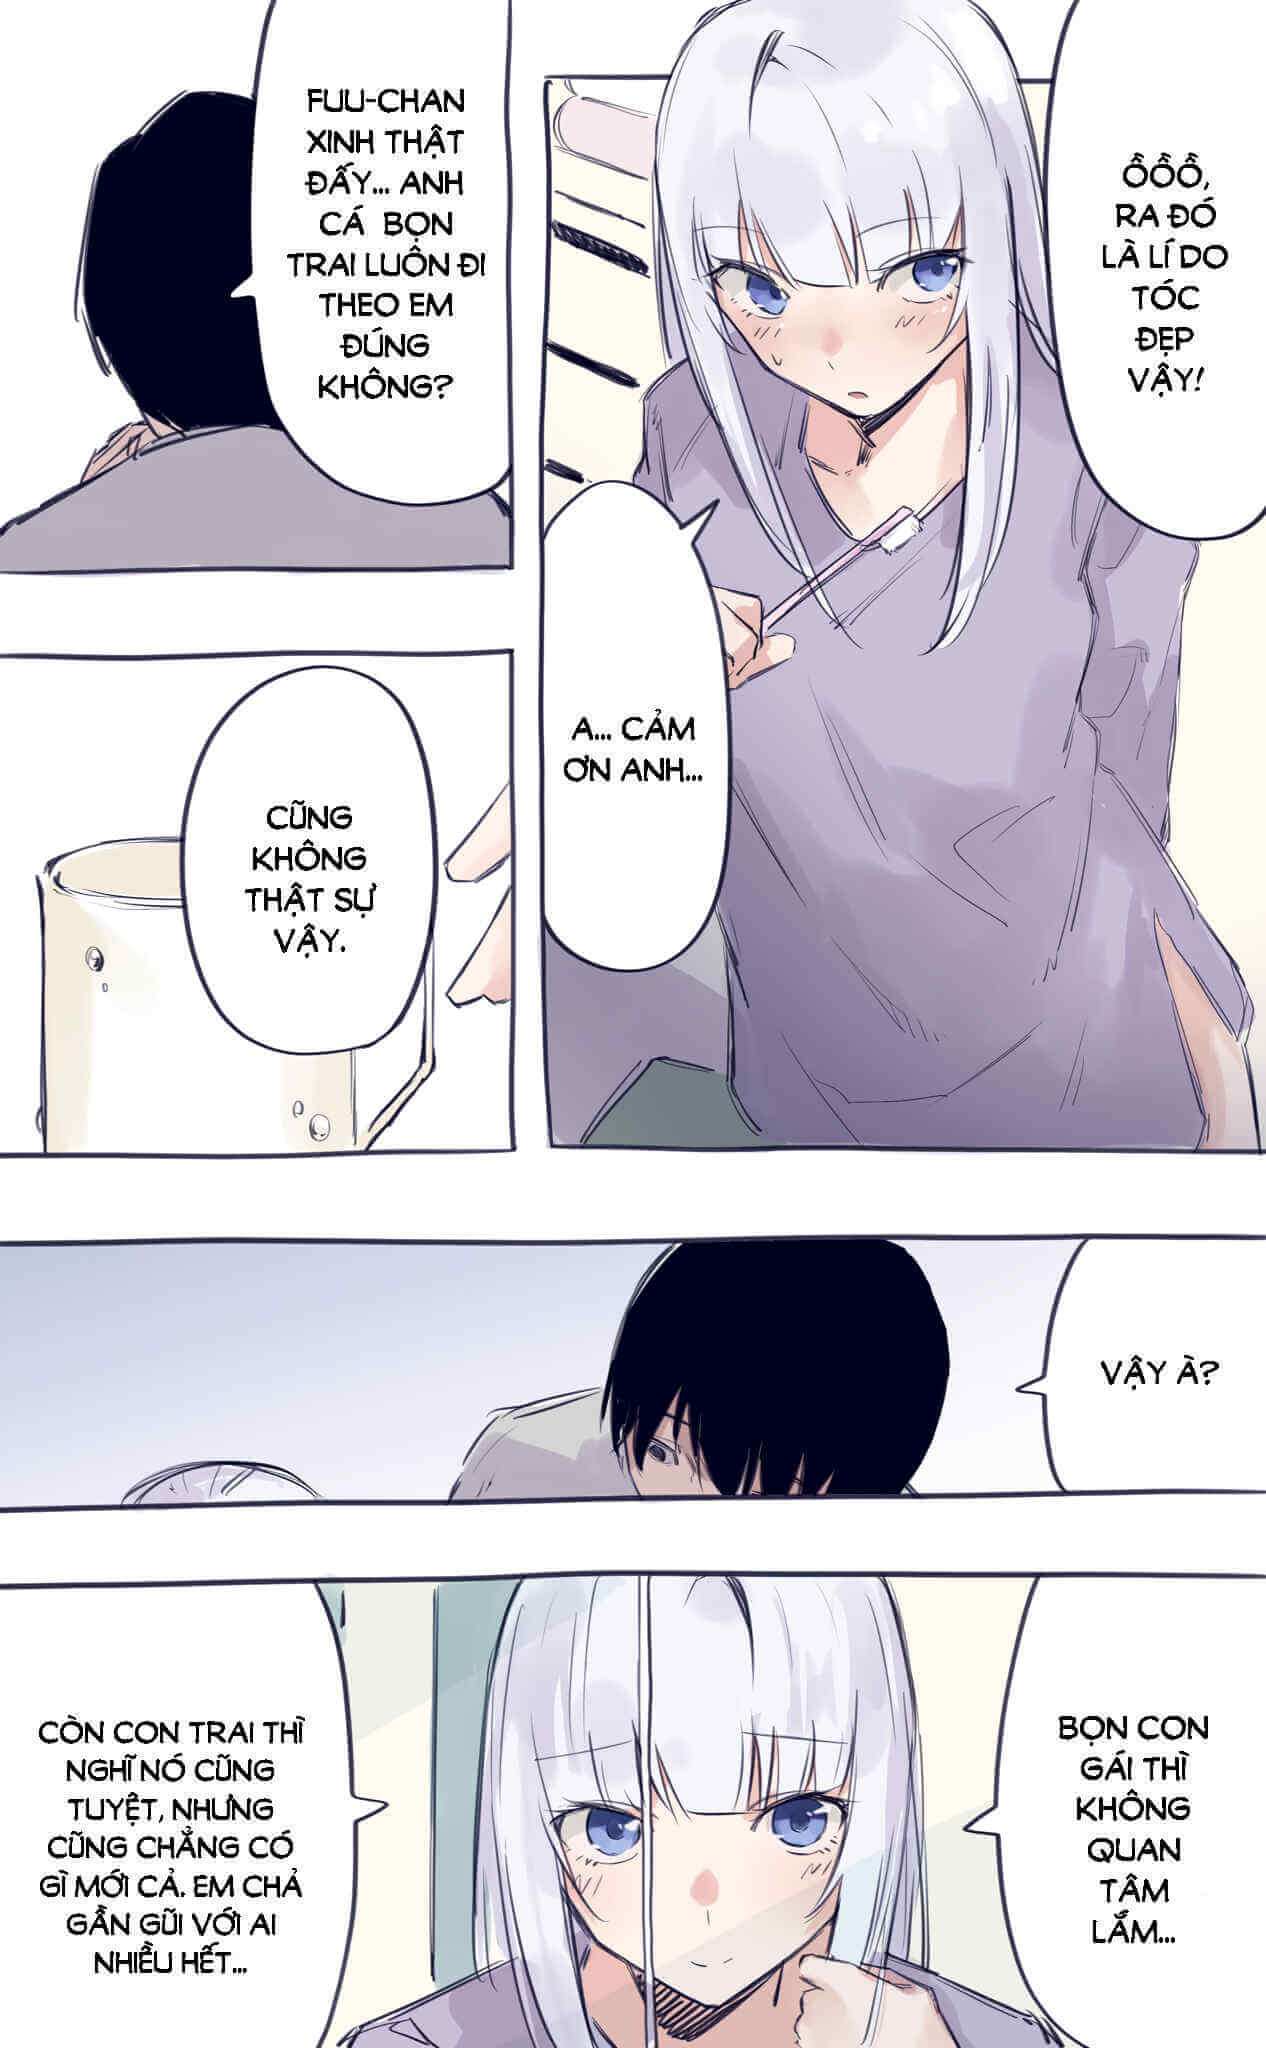 ỒỒỒ,
RA ĐÓ
LÀ LÍ DO
TÓC
ĐẸP
VẬY!
A... CẢM
ƠN ANH...
FUU-CHAN
XINH THẬT
ĐẤY... ANH
CÁ BỌN
TRAI LUÔN ĐI
THEO EM
ĐÚNG
KHÔNG?
CŨNG
KHÔNG
THẬT SỰ
VẬY.
VẬY À?
BỌN CON
GÁI THÌ
KHÔNG
QUAN
TÂM
LẮM...
CÒN CON TRAI THÌ
NGHĨ NÓ CŨNG
TUYỆT, NHƯNG
CŨNG CHẲNG CÓ
GÌ MỚI CẢ. EM CHẢ
GẦN GŨI VỚI AI
NHIỀU HẾT...